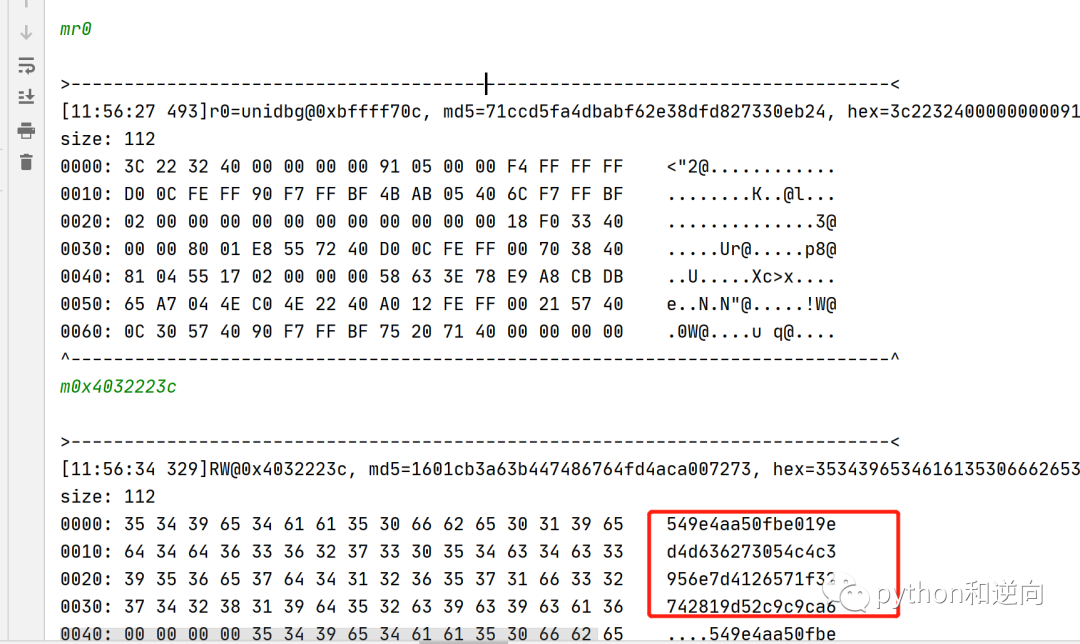 mr0
>-----------------------------------------------------------------------------<
[11:56:27 493]r0=unidbg@0xbffff70c, md5=71ccd5fa4dbabf62e38dfd827330eb24, hex=3c2232400000000091
size: 112
0000: 3C 22 32 40 00 00 00 00 91 05 00 00 F4 FF FF FF    <"2@............
0010: D0 0C FE FF 90 F7 FF BF 4B AB 05 40 6C F7 FF BF    ........K..@l...
0020: 02 00 00 00 00 00 00 00 00 00 00 00 18 F0 33 40    ..............3@
0030: 00 00 80 01 E8 55 72 40 D0 0C FE FF 00 70 38 40    .....Ur@.....p8@
0040: 81 04 55 17 02 00 00 00 58 63 3E 78 E9 A8 CB DB    ..U.....Xc>x....
0050: 65 A7 04 4E C0 4E 22 40 A0 12 FE FF 00 21 57 40    e..N.N"@.....!W@
0060: 0C 30 57 40 90 F7 FF BF 75 20 71 40 00 00 00 00    .0W@....u q@....
^-----------------------------------------------------------------------------^
m0x4032223c
>-----------------------------------------------------------------------------<
[11:56:34 329]RW@0x4032223c, md5=1601cb3a63b447486764fd4aca007273, hex=35343965346161353066626530
size: 112
0000: 35 34 39 65 34 61 61 35 30 66 62 65 30 31 39 65    549e4aa50fbe019e
0010: 64 34 64 36 33 36 32 37 33 30 35 34 63 34 63 33    d4d636273054c4c3
0020: 39 35 36 65 37 64 34 31 32 36 35 37 31 66 33 32    956e7d4126571f32
0030: 37 34 32 38 31 39 64 35 32 63 39 63 39 63 61 36    742819d52c9c9ca6
python和逆向
0040: 00 00 00 00 35 34 39 65 34 61 61 35 30 66 62 65    ....549e4aa50fbe